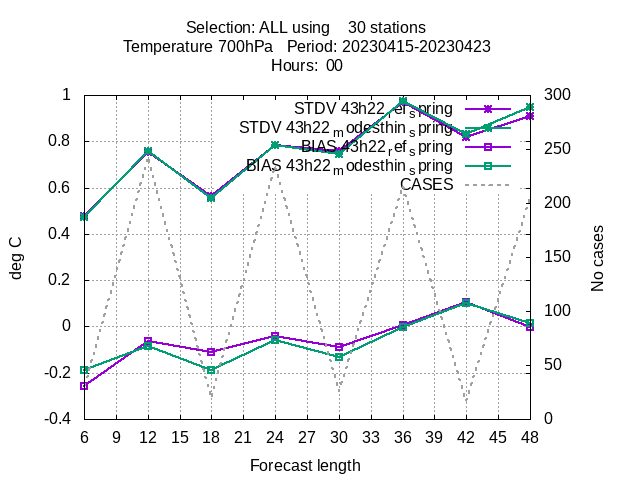 Selection: ALL using 30 stations
Temperature 700hPa Period: 20230415-20230423
Hours: 00
deg C
No cases
1
0.8
0.6
0.4
0.2
0
-0.2
-0.4
300
250
200
150
100
50
0
STDV 43h22_ref_spring
STDV 43h22_modesthin_spring
BIAS 43h22_ref_spring
BIAS 43h22_modesthin_spring
CASES
6 9 12 15 18 21 24 27 30 33 36 39 42 45 48
Forecast length